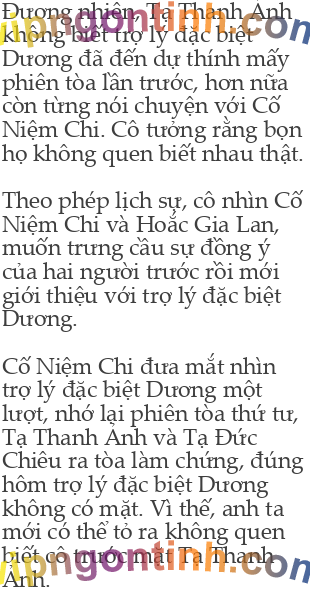 Đương nhiên, Tạ Thanh Ảnh
không biết trợ lý đặc biệt
Dương đã đến dự thính mấy
phiên tòa lần trước, hơn nữa
còn từng nói chuyện với Cố
Niệm Chi. Cô tưởng rằng bọn
họ không quen biết nhau thật.
Theo phép lịch sự, cô nhìn Cố
Niệm Chi và Hoắc Gia Lan,
muốn trưng cầu sự đồng ý
của hai người trước rồi mới
giới thiệu với trợ lý đặc biệt
Dương.
Cố Niệm Chi đưa mắt nhìn
trợ lý đặc biệt Dương một
lượt, nhớ lại phiên tòa thứ tư,
Tạ Thanh Ảnh và Tạ Đức
Chiêu ra tòa làm chứng, đúng
hôm trợ lý đặc biệt Dương
không có mặt. Vì thế, anh ta
mới có thể tỏ ra không quen
biết cô trước mặt Tạ Thanh
Ảnh.
vipngontinh.com
vipngontinh.com